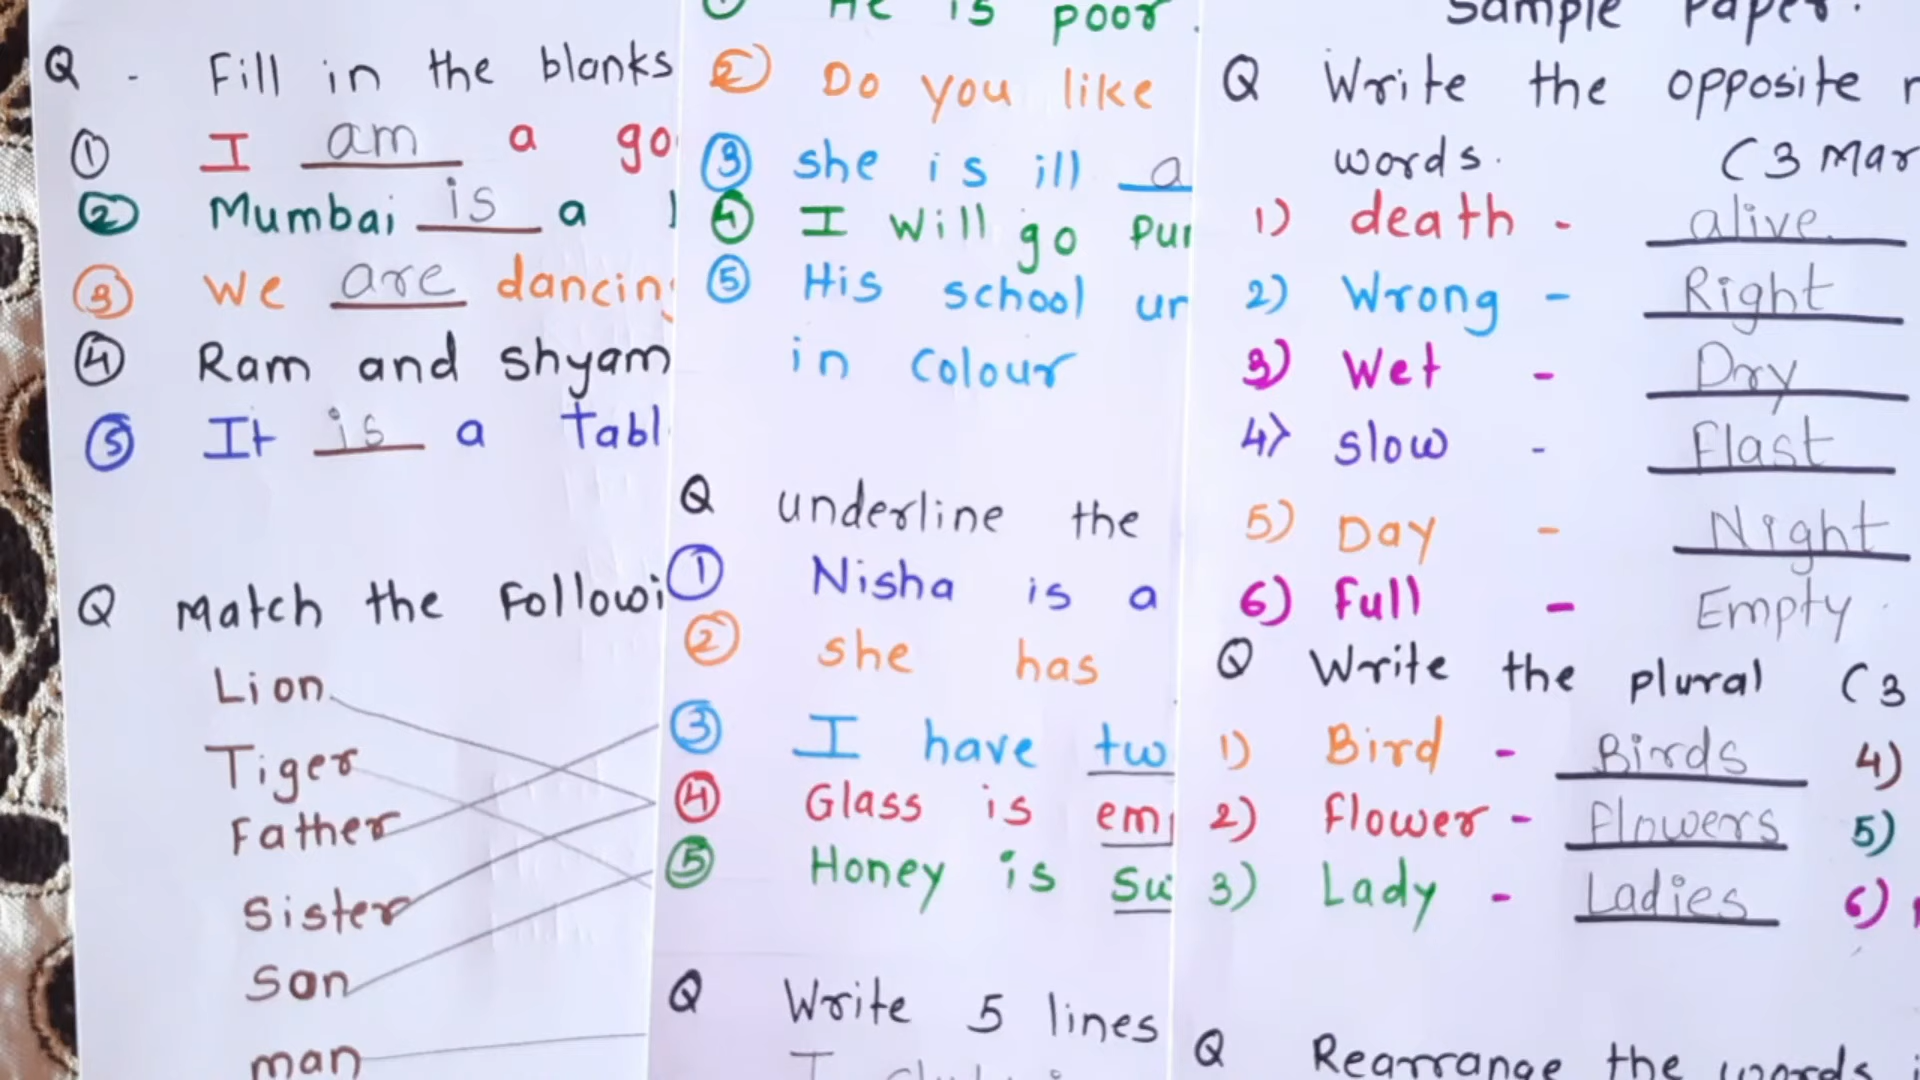 Q - Fill in the blanks
① I am a go
② Mumbai is a
③ We are dancin
④ Ram and shyam
⑤ It is a Tabl
Q Match the Followi
Lion
Tiger
Father
Sister
Son
man
He is poor.
② Do you like
③ she is ill a
④ I will go Pu
⑤ His school un
in colour
Q underline the
① Nisha is a
② she has
③ I have tw
④ Glass is em
⑤ Honey is Su
Q Write 5 lines
I
Sample Paper.
Q Write the opposite
words. (3 Mar
1) death - alive
2) Wrong - Right
3) Wet - Dry
4) slow - Flast
5) Day - Night
6) Full - Empty
Q Write the plural (3
1) Bird - Birds 4)
2) Flower - Flowers 5)
3) Lady - Ladies 6)
Q Rearrange the words